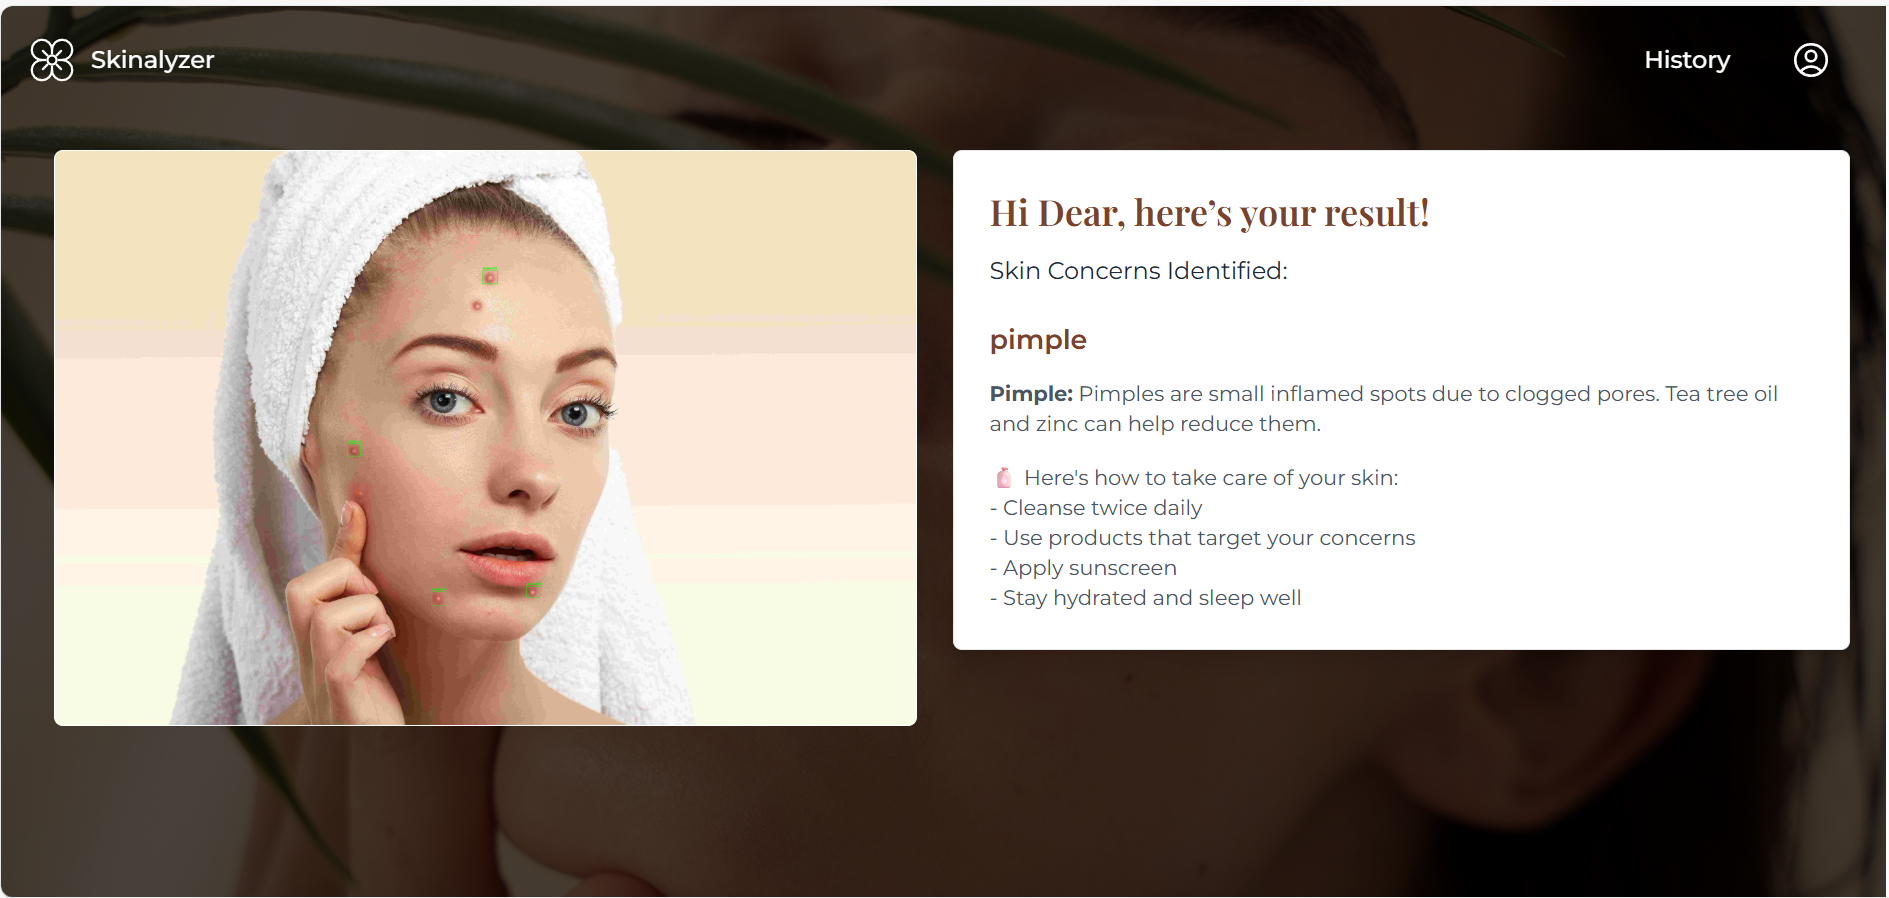 Skinalyzer
History
Hi Dear, here’s your result!
Skin Concerns Identified:
pimple
Pimple: Pimples are small inflamed spots due to clogged pores. Tea tree oil
and zinc can help reduce them.
🧴 Here's how to take care of your skin:
- Cleanse twice daily
- Use products that target your concerns
- Apply sunscreen
- Stay hydrated and sleep well